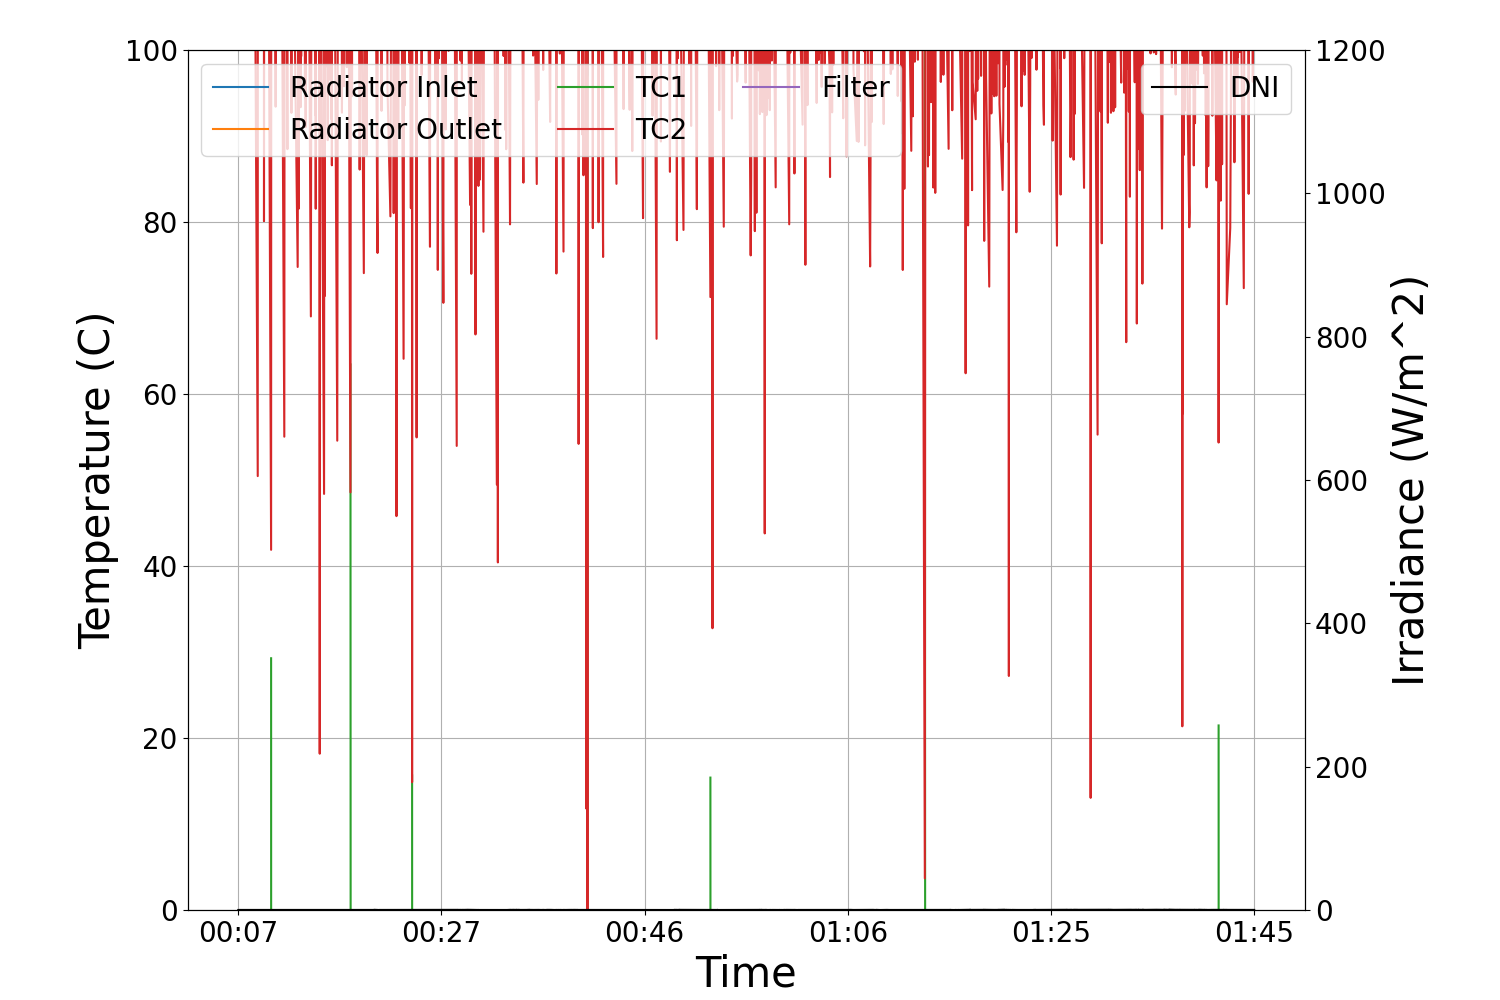 Radiator Inlet
Radiator Outlet
TC1
TC2
Filter
DNI
Temperature (C)
100
80
60
40
20
0
1200
1000
800
600
400
200
0
Irradiance (W/m^2)
00:07 00:27 00:46 01:06 01:25 01:45
Time